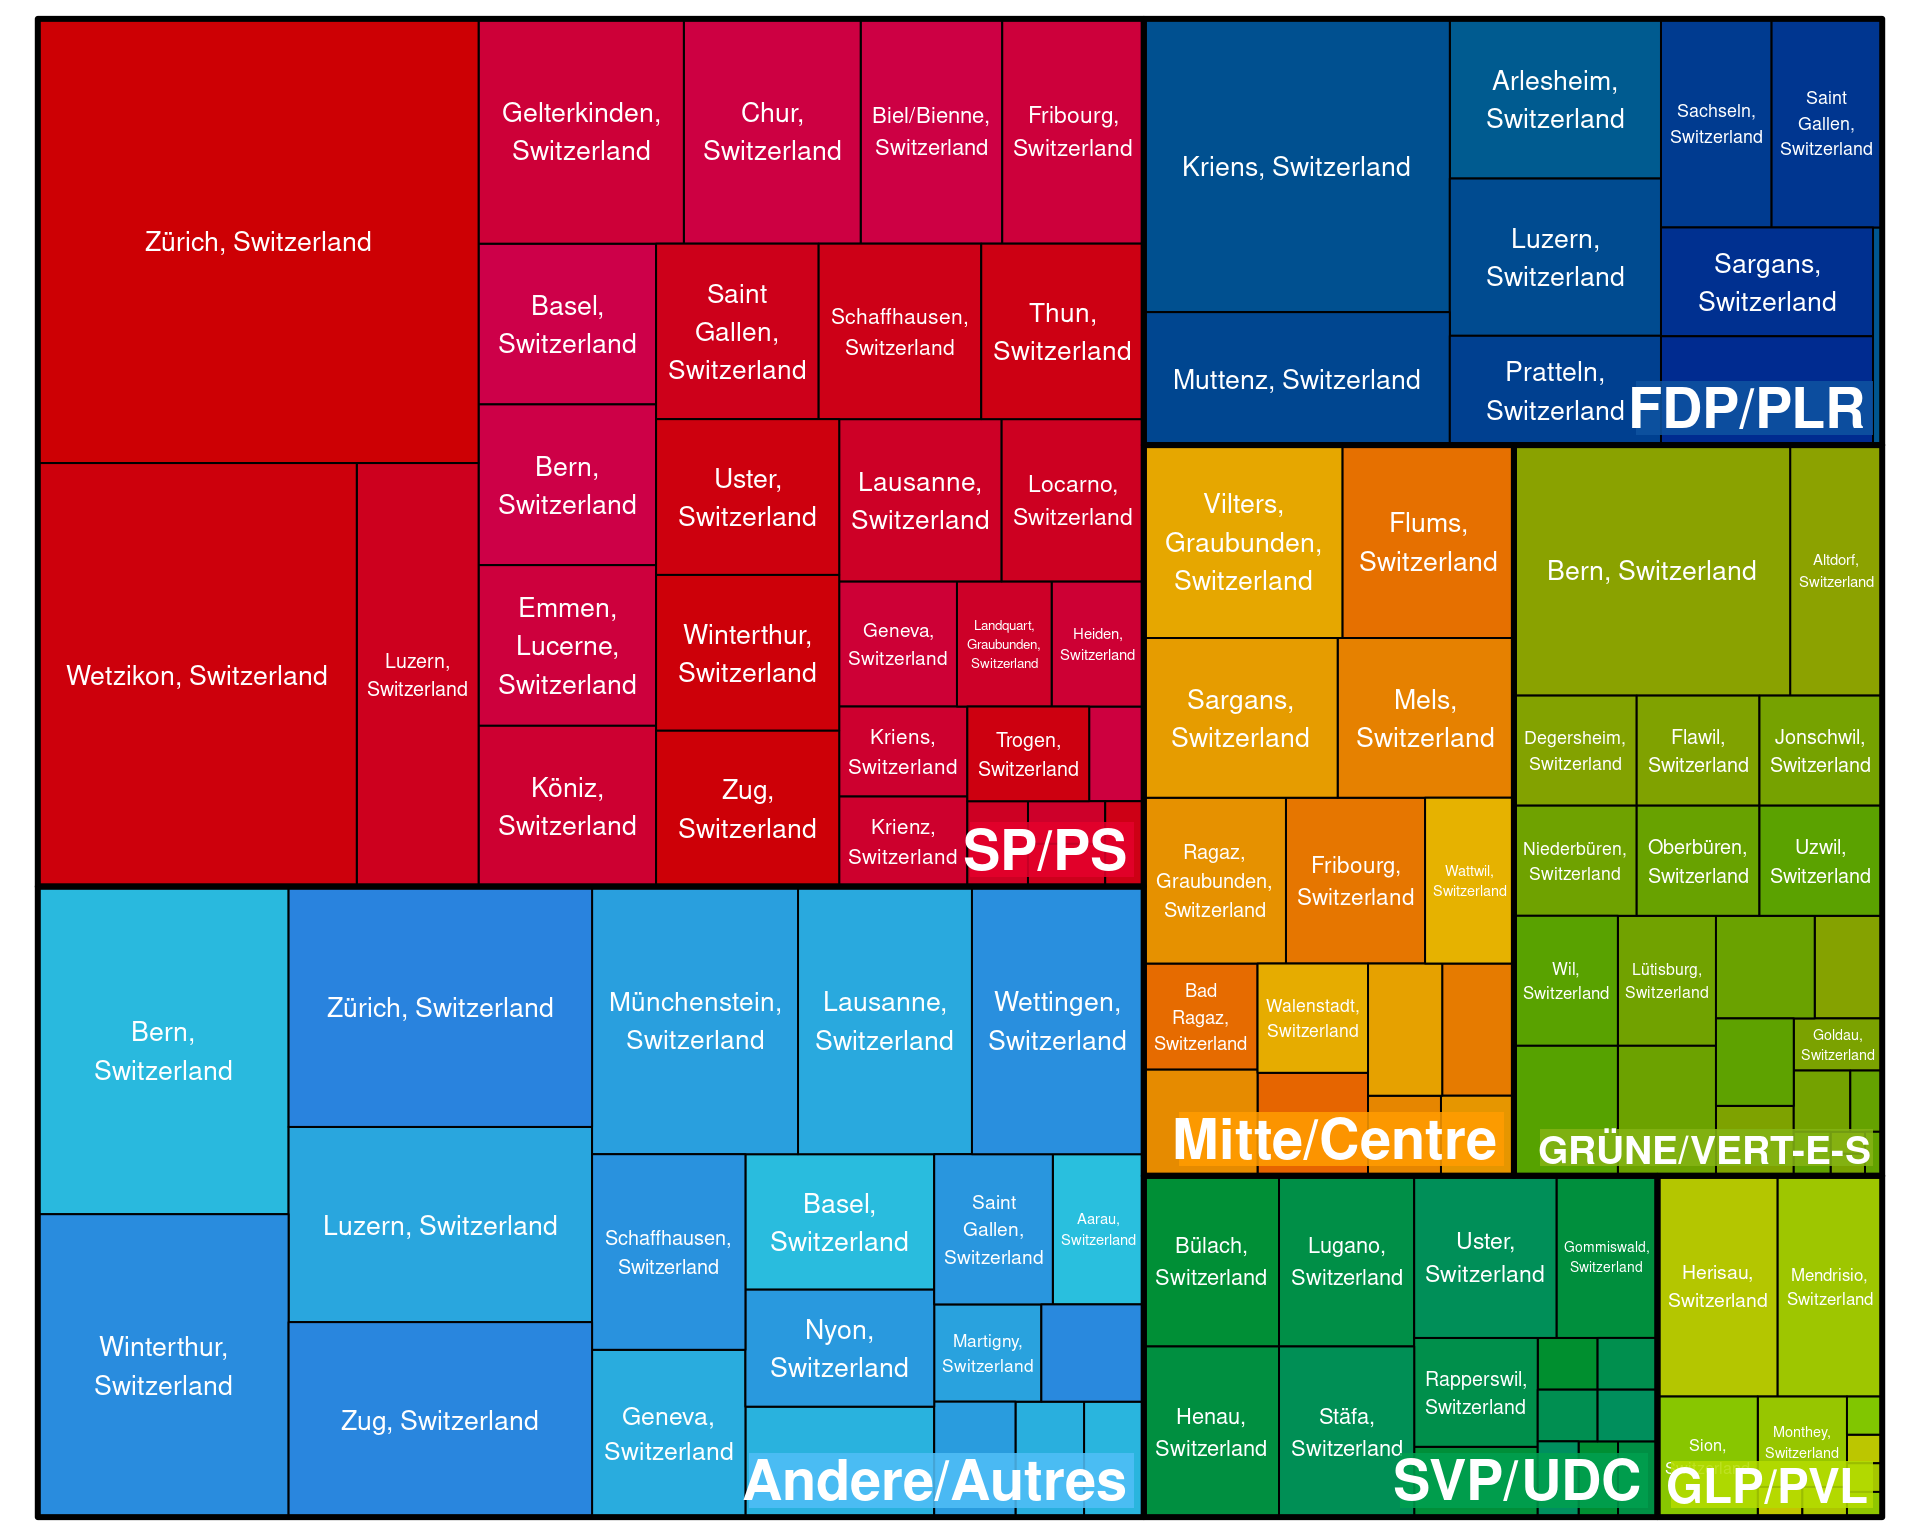 Zürich, Switzerland
Wetzikon, Switzerland
Luzern,
Switzerland
Gelterkinden,
Switzerland
Chur,
Switzerland
Biel/Bienne,
Switzerland
Fribourg,
Switzerland
Basel,
Switzerland
Bern,
Switzerland
Emmen,
Lucerne,
Switzerland
Köniz,
Switzerland
Saint
Gallen,
Switzerland
Schaffhausen,
Switzerland
Thun,
Switzerland
Uster,
Switzerland
Winterthur,
Switzerland
Zug,
Switzerland
Lausanne,
Switzerland
Locarno,
Switzerland
Geneva,
Switzerland
Landquart,
Graubunden,
Switzerland
Heiden,
Switzerland
Kriens,
Switzerland
Krienz,
Switzerland
Trogen,
Switzerland
SP/PS
Bern,
Switzerland
Winterthur,
Switzerland
Zürich, Switzerland
Luzern, Switzerland
Zug, Switzerland
Münchenstein,
Switzerland
Lausanne,
Switzerland
Wettingen,
Switzerland
Schaffhausen,
Switzerland
Geneva,
Switzerland
Basel,
Switzerland
Nyon,
Switzerland
Saint
Gallen,
Switzerland
Aarau,
Switzerland
Martigny,
Switzerland
Andere/Autres
Kriens, Switzerland
Muttenz, Switzerland
Arlesheim,
Switzerland
Luzern,
Switzerland
Pratteln,
Switzerland
Sachseln,
Switzerland
Saint
Gallen,
Switzerland
Sargans,
Switzerland
FDP/PLR
Vilters,
Graubunden,
Switzerland
Flums,
Switzerland
Sargans,
Switzerland
Mels,
Switzerland
Ragaz,
Graubunden,
Switzerland
Fribourg,
Switzerland
Wattwil,
Switzerland
Bad
Ragaz,
Switzerland
Walenstadt,
Switzerland
Mitte/Centre
Bern, Switzerland
Altdorf,
Switzerland
Degersheim,
Switzerland
Flawil,
Switzerland
Jonschwil,
Switzerland
Niederbüren,
Switzerland
Oberbüren,
Switzerland
Uzwil,
Switzerland
Wil,
Switzerland
Lütisburg,
Switzerland
Goldau,
Switzerland
GRÜNE/VERT-E-S
Bülach,
Switzerland
Lugano,
Switzerland
Uster,
Switzerland
Gommiswald,
Switzerland
Henau,
Switzerland
Stäfa,
Switzerland
Rapperswil,
Switzerland
SVP/UDC
Herisau,
Switzerland
Mendrisio,
Switzerland
Sion,
Switzerland
Monthey,
Switzerland
GLP/PVL